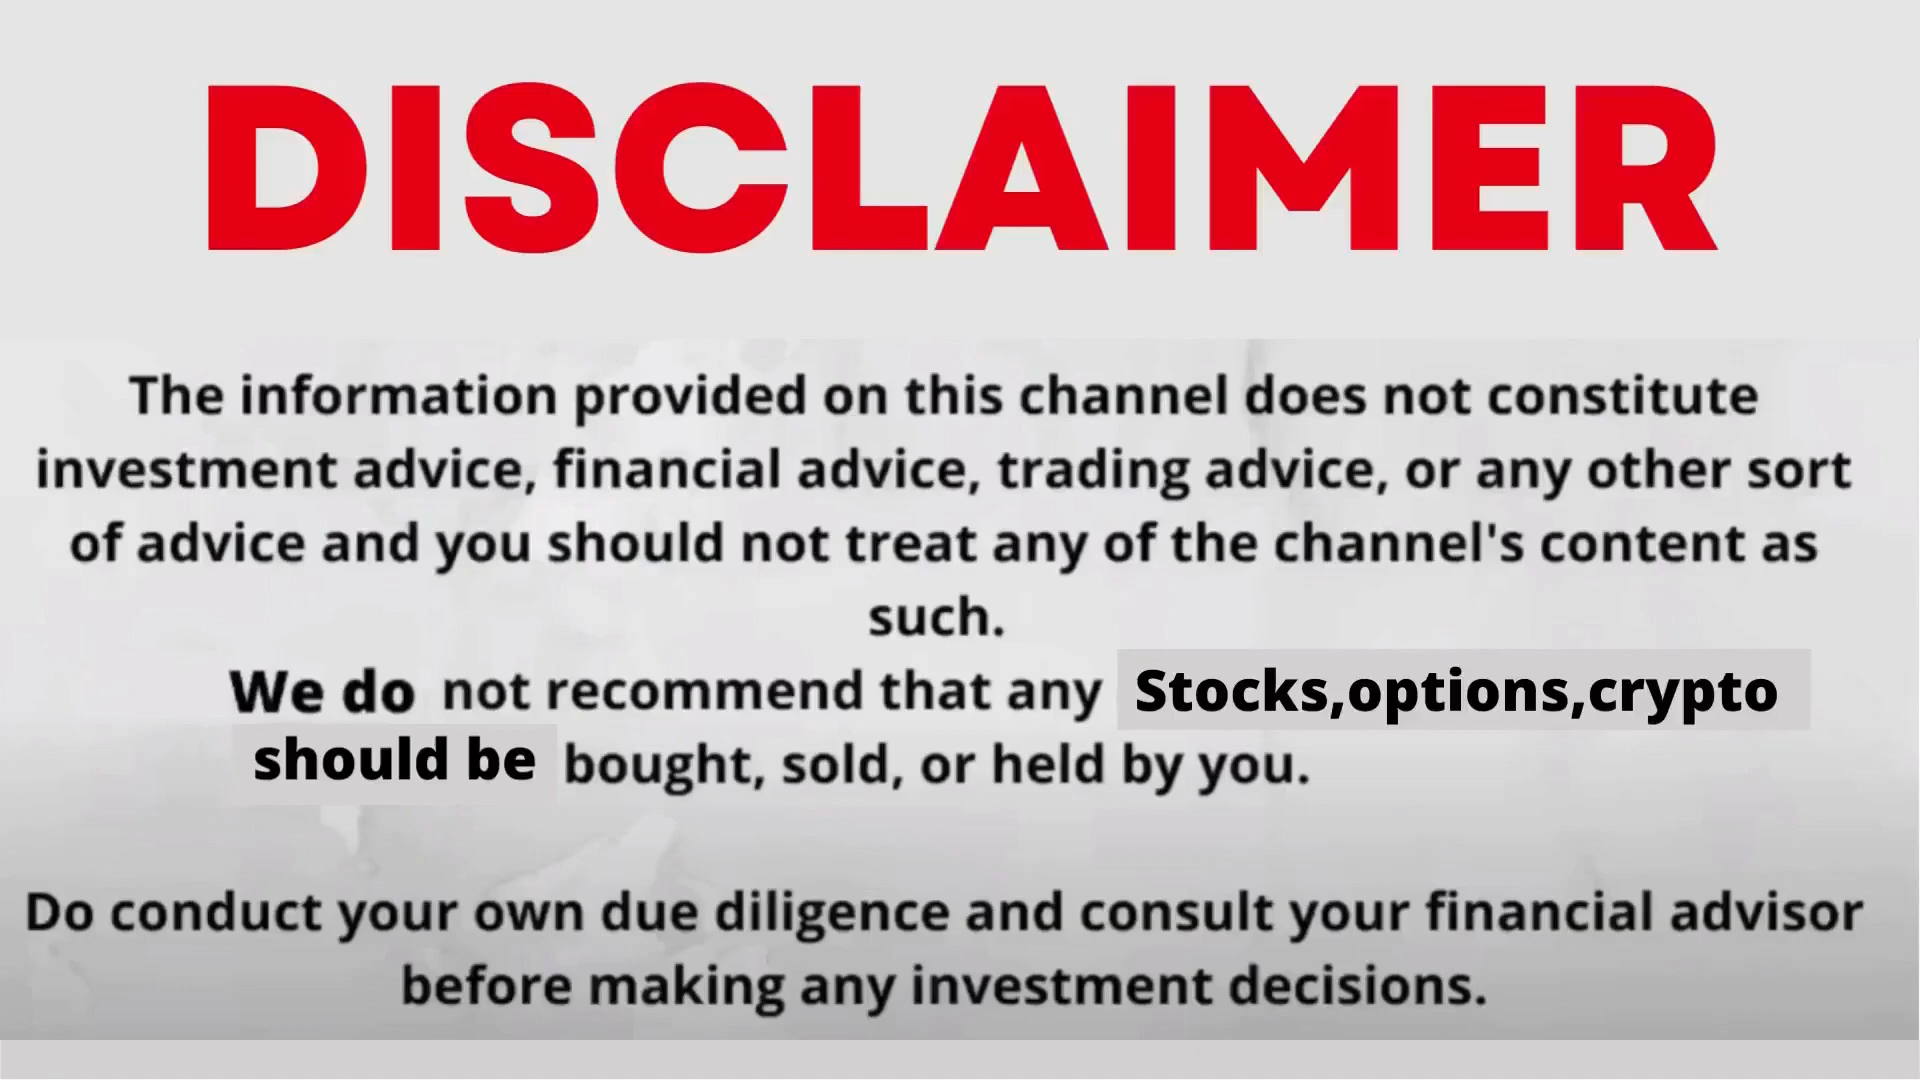 DISCLAIMER
The information provided on this channel does not constitute
investment advice, financial advice, trading advice, or any other sort
of advice and you should not treat any of the channel's content as
such.
We do not recommend that any Stocks,options,crypto
should be bought, sold, or held by you.
Do conduct your own due diligence and consult your financial advisor
before making any investment decisions.